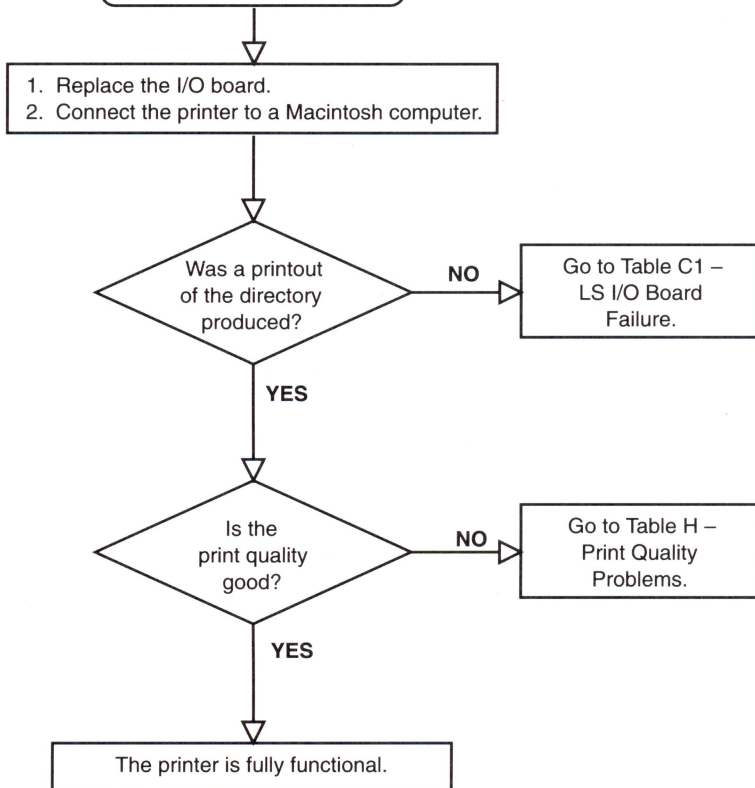 1. Replace the I/O board.
2. Connect the printer to a Macintosh computer.
Was a printout
of the directory
produced?
NO
Go to Table C1 –
LS I/O Board
Failure.
YES
Is the
print quality
good?
NO
Go to Table H –
Print Quality
Problems.
YES
The printer is fully functional.